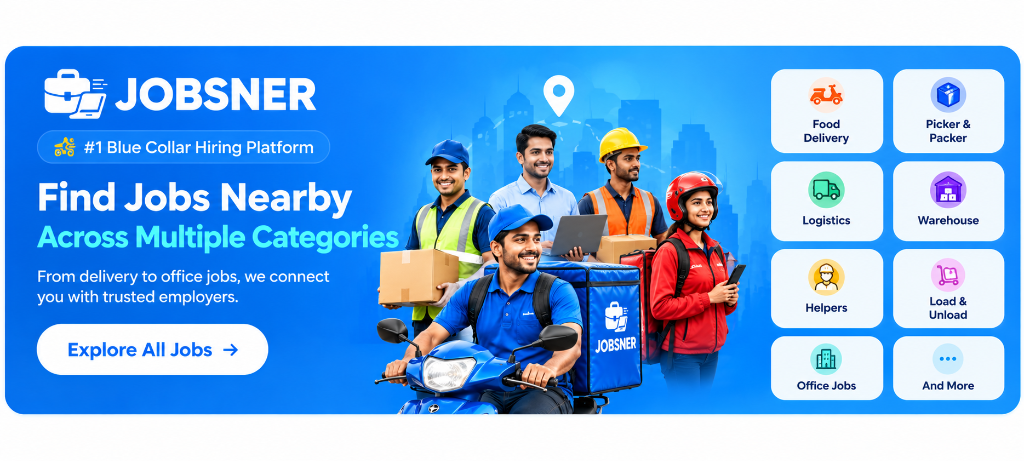 JOBSNER
#1 Blue Collar Hiring Platform
Find Jobs Nearby
Across Multiple Categories
From delivery to office jobs, we connect
you with trusted employers.
Explore All Jobs →
JOBSNER
Food
Delivery
Picker &
Packer
Logistics
Warehouse
Helpers
Load &
Unload
Office Jobs
And More